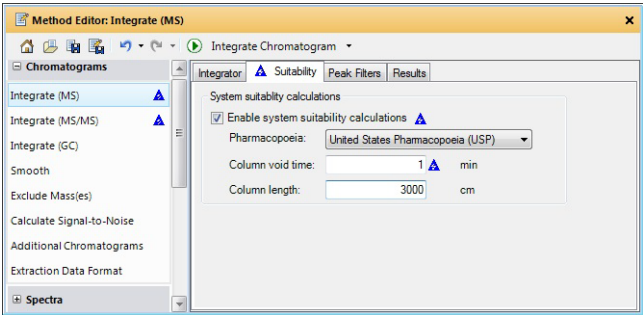 Method Editor: Integrate (MS)
Integrate Chromatogram
Chromatograms
Integrate (MS)
Integrate (MS/MS)
Integrate (GC)
Smooth
Exclude Mass(es)
Calculate Signal-to-Noise
Additional Chromatograms
Extraction Data Format
Spectra
Integrator Suitability Peak Filters Results
System suitablity calculations
Enable system suitability calculations
Pharmacopoeia: United States Pharmacopoeia (USP)
Column void time: 1 min
Column length: 3000 cm